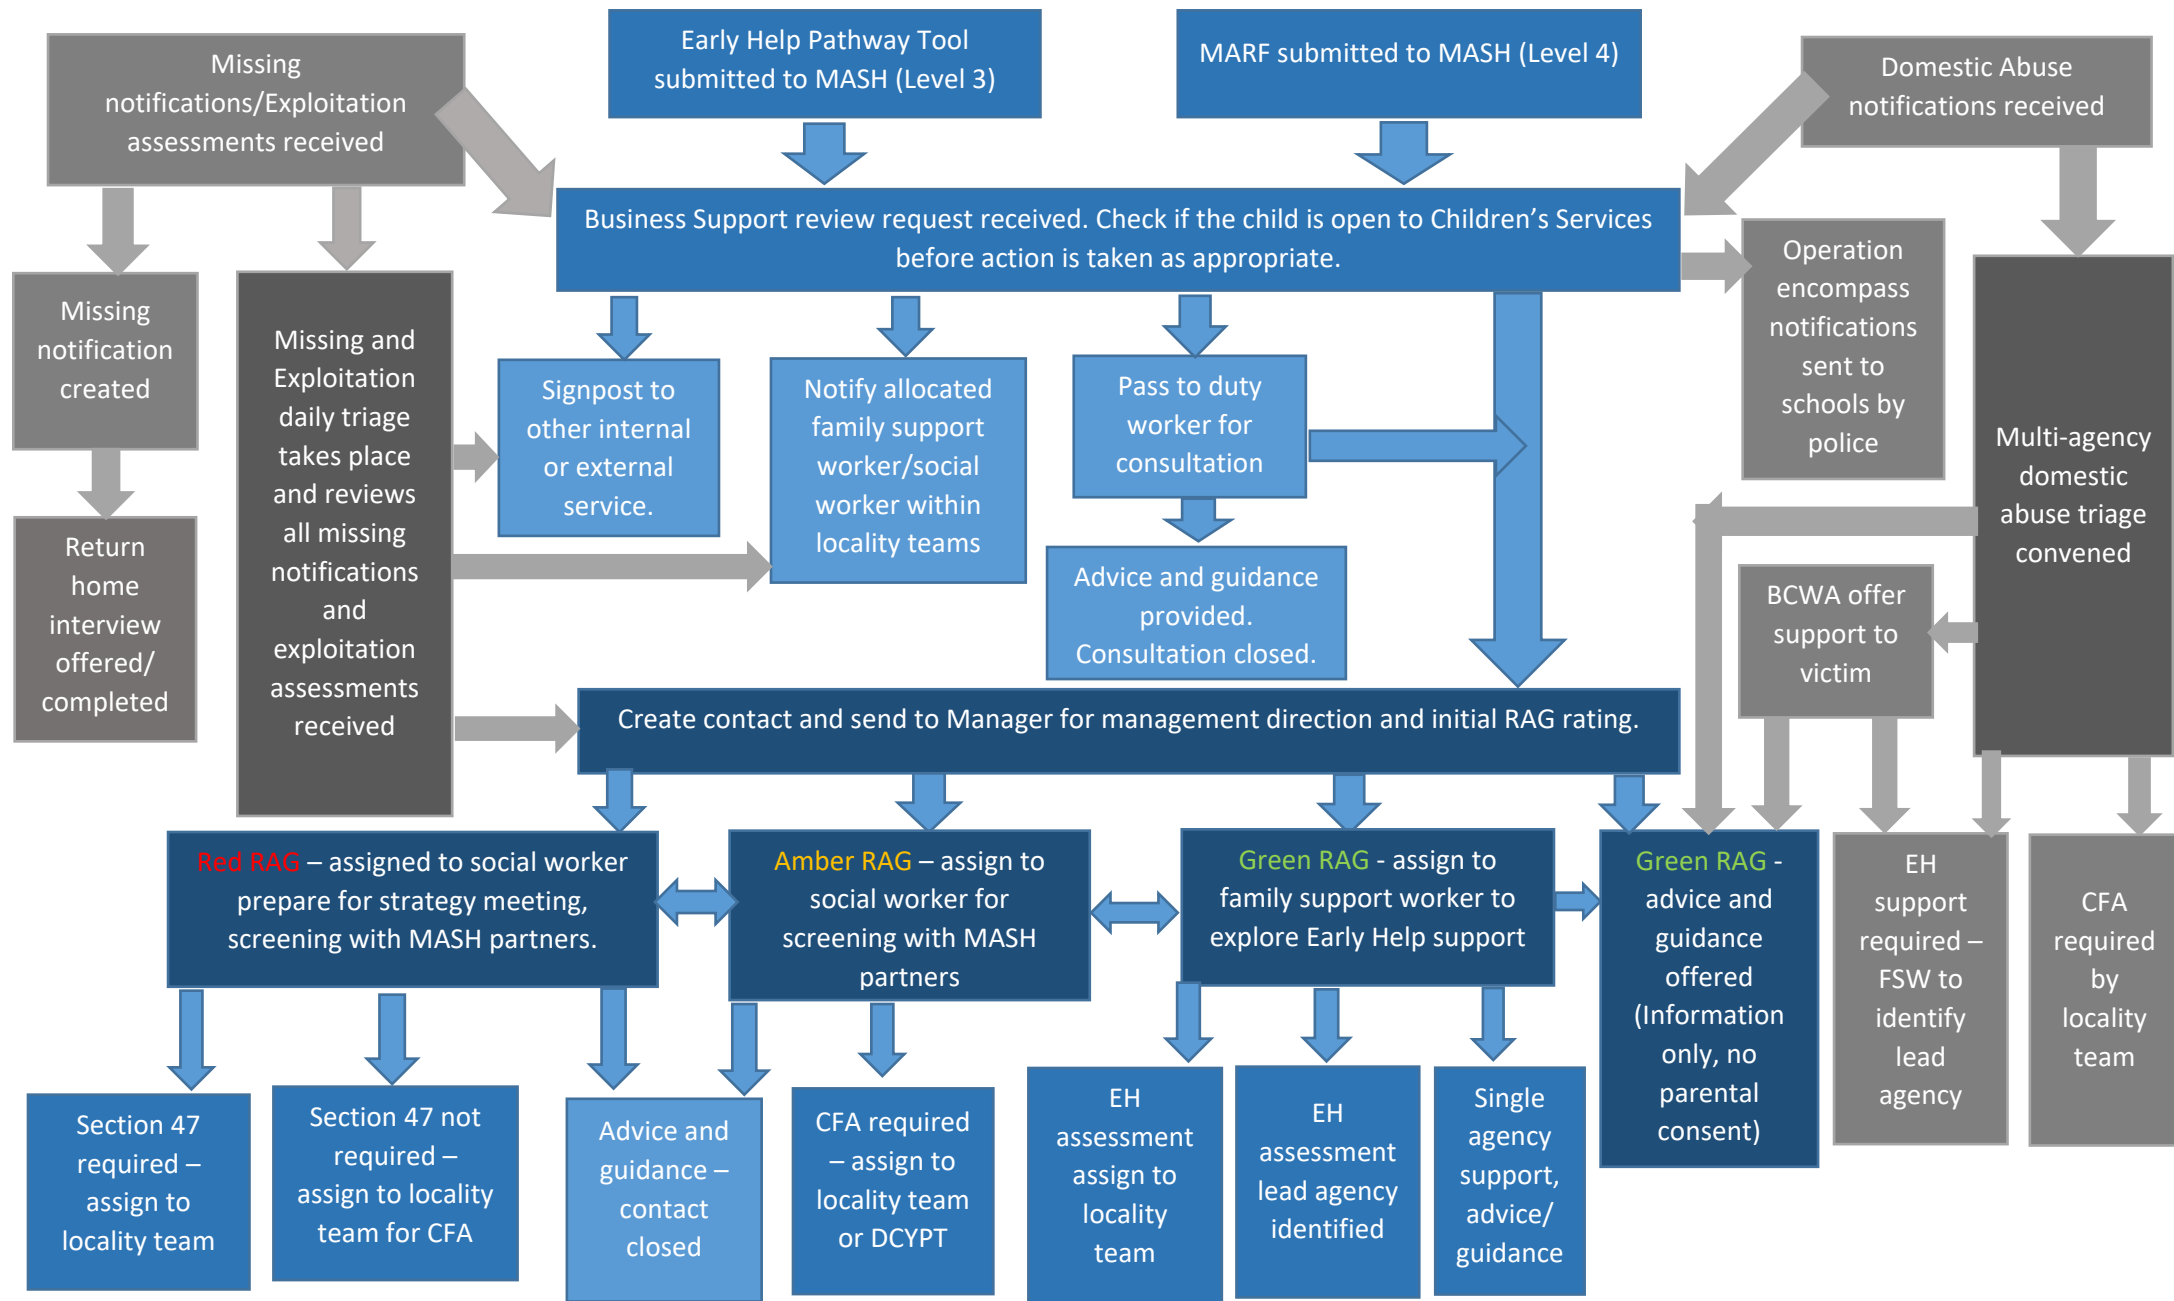 Missing
notifications/Exploitation
assessments received
Early Help Pathway Tool
submitted to MASH (Level 3)
MARF submitted to MASH (Level 4)
Domestic Abuse
notifications received
Business Support review request received. Check if the child is open to Children’s Services
before action is taken as appropriate.
Missing
notification
created
Return
home
interview
offered/
completed
Missing and
Exploitation
daily triage
takes place
and reviews
all missing
notifications
and
exploitation
assessments
received
Signpost to
other internal
or external
service.
Notify allocated
family support
worker/social
worker within
locality teams
Pass to duty
worker for
consultation
Advice and guidance
provided.
Consultation closed.
Operation
encompass
notifications
sent to
schools by
police
Multi-agency
domestic
abuse triage
convened
BCWA offer
support to
victim
Create contact and send to Manager for management direction and initial RAG rating.
Red RAG – assigned to social worker
prepare for strategy meeting,
screening with MASH partners.
Amber RAG – assign to
social worker for
screening with MASH
partners
Green RAG - assign to
family support worker to
explore Early Help support
Green RAG -
advice and
guidance
offered
(Information
only, no
parental
consent)
EH
support
required –
FSW to
identify
lead
agency
CFA
required
by
locality
team
Section 47
required –
assign to
locality team
Section 47 not
required –
assign to locality
team for CFA
Advice and
guidance –
contact
closed
CFA required
– assign to
locality team
or DCYPT
EH
assessment
assign to
locality
team
EH
assessment
lead agency
identified
Single
agency
support,
advice/
guidance